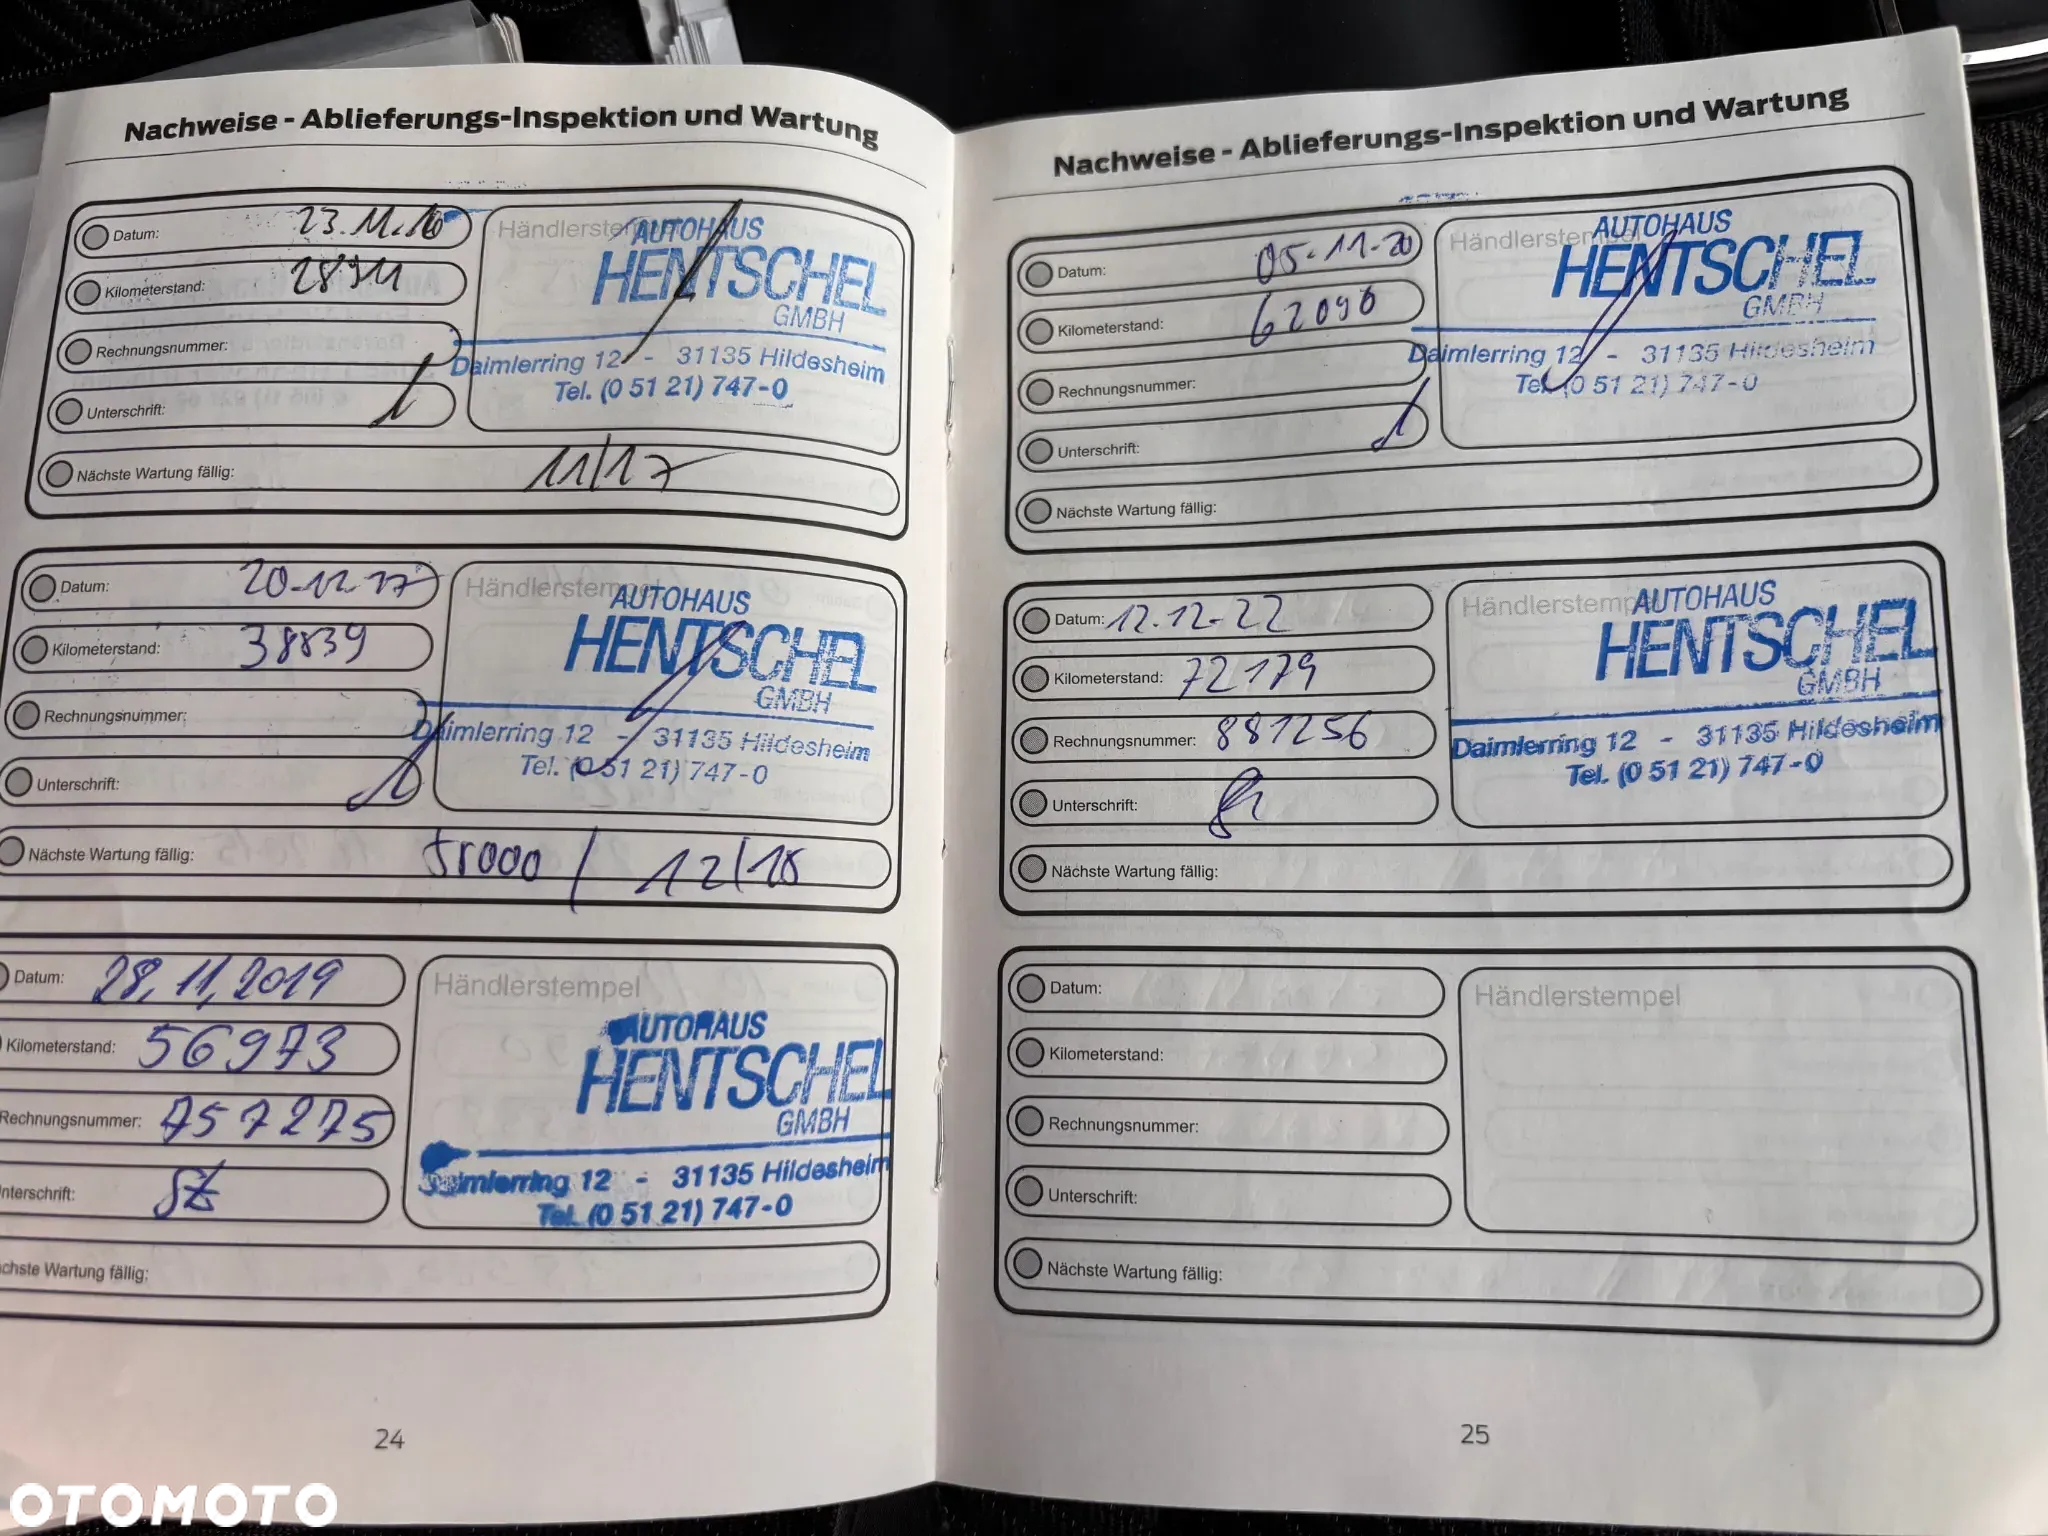 Nachweise - Ablieferungs-Inspektion und Wartung
Datum: 23.11.16
Händlerstempel
AUTOHAUS
HENTSCHEL
GMBH
Kilometerstand: 28911
Rechnungsnummer:
Daimlerring 12 - 31135 Hildesheim
Tel. (0 51 21) 747-0
Unterschrift:
Nächste Wartung fällig: 11/17
Datum: 20.12.17
Händlerstempel
AUTOHAUS
HENTSCHEL
GMBH
Kilometerstand: 38839
Rechnungsnummer:
Daimlerring 12 - 31135 Hildesheim
Tel. (0 51 21) 747-0
Unterschrift:
Nächste Wartung fällig: 55000 / 12/18
Datum: 28.11.2019
Händlerstempel
AUTOHAUS
HENTSCHEL
GMBH
Kilometerstand: 56973
Rechnungsnummer: 757275
Daimlerring 12 - 31135 Hildesheim
Tel. (0 51 21) 747-0
nterschrift:
chste Wartung fällig:
24
Nachweise - Ablieferungs-Inspektion und Wartung
Datum: 05-11-20
Händlerstempel
AUTOHAUS
HENTSCHEL
GMBH
Kilometerstand: 62096
Rechnungsnummer:
Daimlerring 12 - 31135 Hildesheim
Tel. (0 51 21) 747-0
Unterschrift:
Nächste Wartung fällig:
Datum: 12.12.22
Händlerstempel
AUTOHAUS
HENTSCHEL
GMBH
Kilometerstand: 72179
Rechnungsnummer: 881256
Daimlerring 12 - 31135 Hildesheim
Tel. (0 51 21) 747-0
Unterschrift:
Nächste Wartung fällig:
Datum:
Händlerstempel
Kilometerstand:
Rechnungsnummer:
Unterschrift:
Nächste Wartung fällig:
25
OTOMOTO